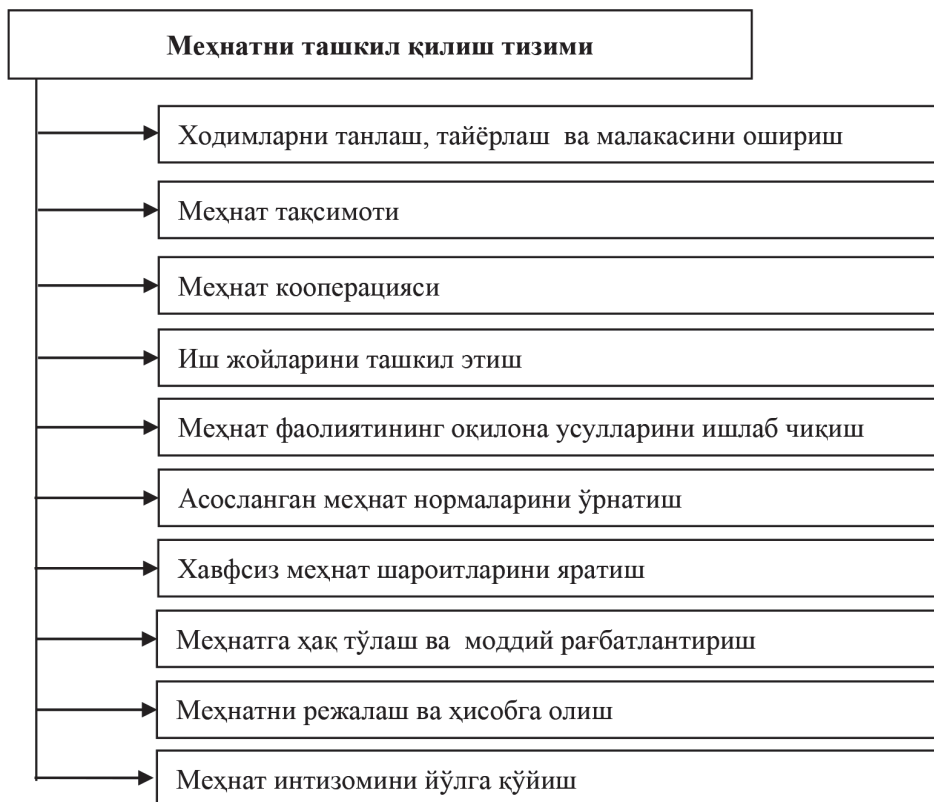 Меҳнатни ташкил қилиш тизими
Ходимларни танлаш, тайёрлаш ва малакасини ошириш
Меҳнат тақсимоти
Меҳнат кооперацияси
Иш жойларини ташкил этиш
Меҳнат фаолиятининг оқилона усулларини ишлаб чиқиш
Асосланган меҳнат нормаларини ўрнатиш
Хавфсиз меҳнат шароитларини яратиш
Меҳнатга ҳақ тўлаш ва моддий рағбатлантириш
Меҳнатни режалаш ва ҳисобга олиш
Меҳнат интизомини йўлга қўйиш